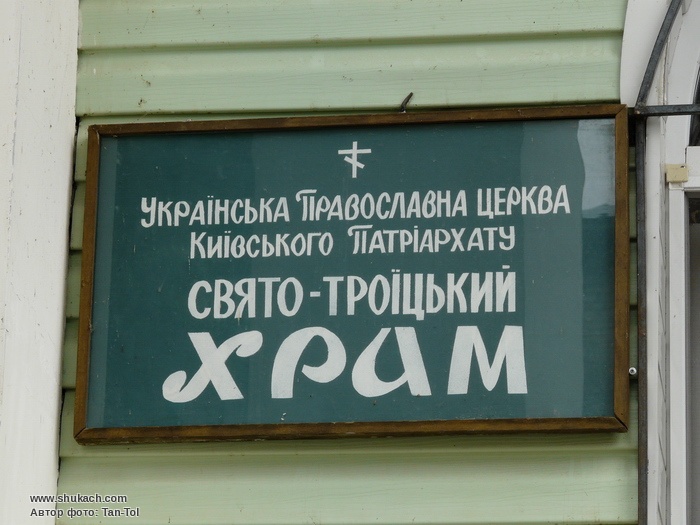 Українська Православна Церква
Київського Патріархату
СВЯТО-ТРОЇЦЬКИЙ
ХРАМ
www.shukach.com
Автор фото: Tan-Tol